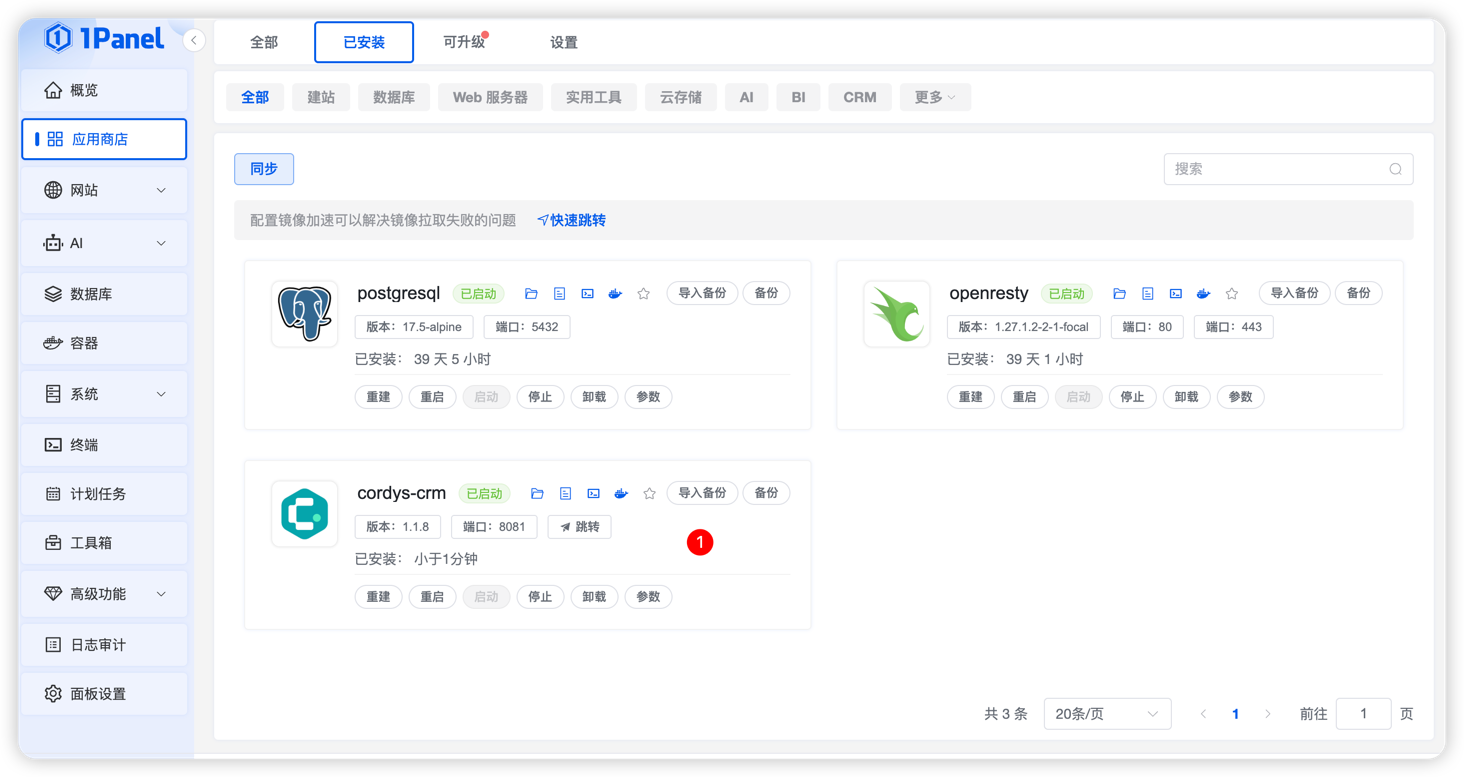 1Panel
全部
已安装
可升级
设置
概览
应用商店
网站
AI
数据库
容器
系统
终端
计划任务
工具箱
高级功能
日志审计
面板设置
全部
建站
数据库
Web 服务器
实用工具
云存储
AI
BI
CRM
更多
同步
搜索
配置镜像加速可以解决镜像拉取失败的问题 快速跳转
postgresql 已启动 导入备份 备份
版本： 17.5-alpine 端口： 5432
已安装： 39 天 5 小时
重建 重启 启动 停止 卸载 参数
openresty 已启动 导入备份 备份
版本： 1.27.1.2-2-1-focal 端口： 80 端口： 443
已安装： 39 天 1 小时
重建 重启 启动 停止 卸载 参数
cordys-crm 已启动 导入备份 备份
版本： 1.1.8 端口： 8081 跳转
1
已安装： 小于1分钟
重建 重启 启动 停止 卸载 参数
共 3 条 20条/页 1 前往 1 页